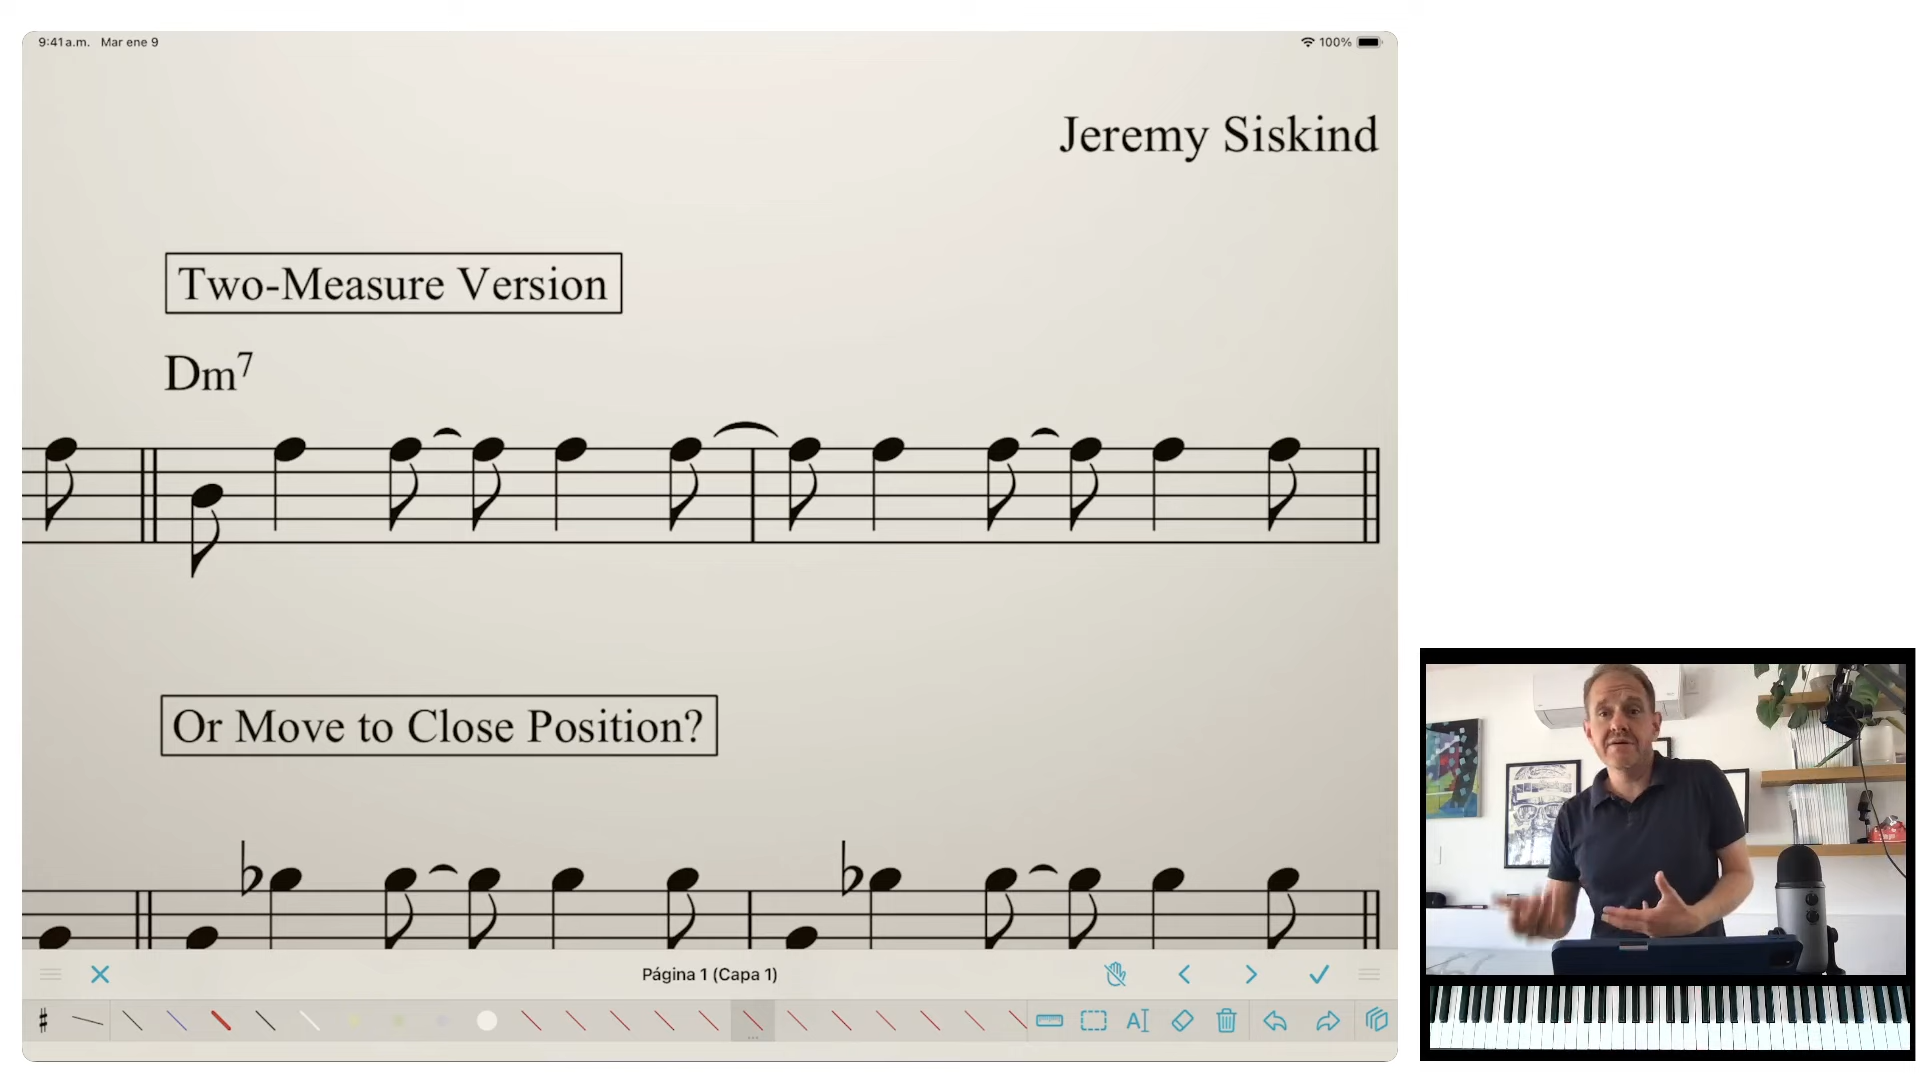 9:41 a.m. Mar ene 9
100%
Jeremy Siskind
Two-Measure Version
Dm7
Or Move to Close Position?
Página 1 (Capa 1)
A